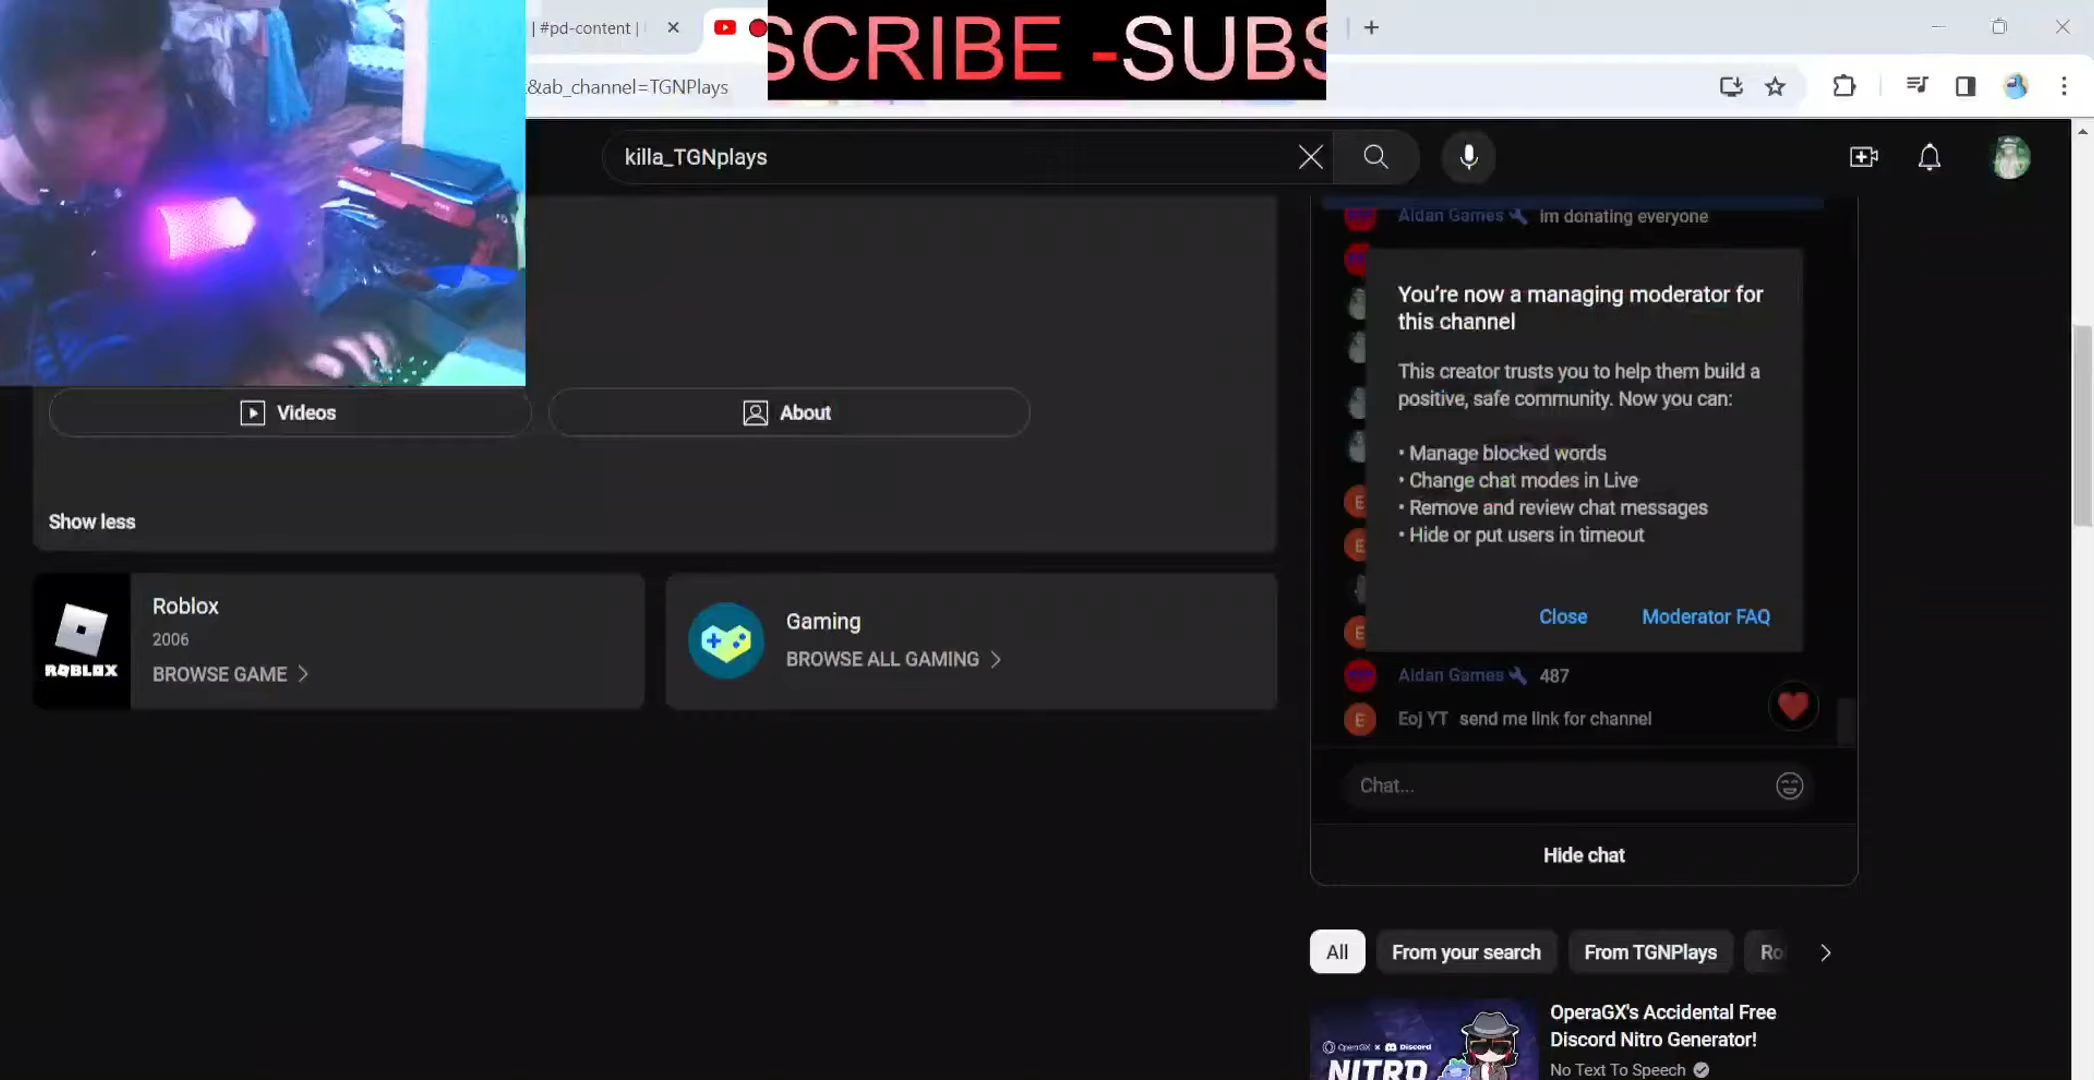 | #pd-content |
SCRIBE -SUBS
&ab_channel=TGNPlays
killa_TGNplays
Aidan Games im donating everyone
You're now a managing moderator for
this channel
This creator trusts you to help them build a
positive, safe community. Now you can:
• Manage blocked words
• Change chat modes in Live
• Remove and review chat messages
• Hide or put users in timeout
Close
Moderator FAQ
Videos
About
Show less
Roblox
2006
BROWSE GAME
ROBLOX
Gaming
BROWSE ALL GAMING
E
E
E
Aidan Games 487
E
Eoj YT send me link for channel
Chat...
Hide chat
All
From your search
From TGNPlays
Ro
OperaGX's Accidental Free
Discord Nitro Generator!
No Text To Speech
Opera GX x Discord
NITRO